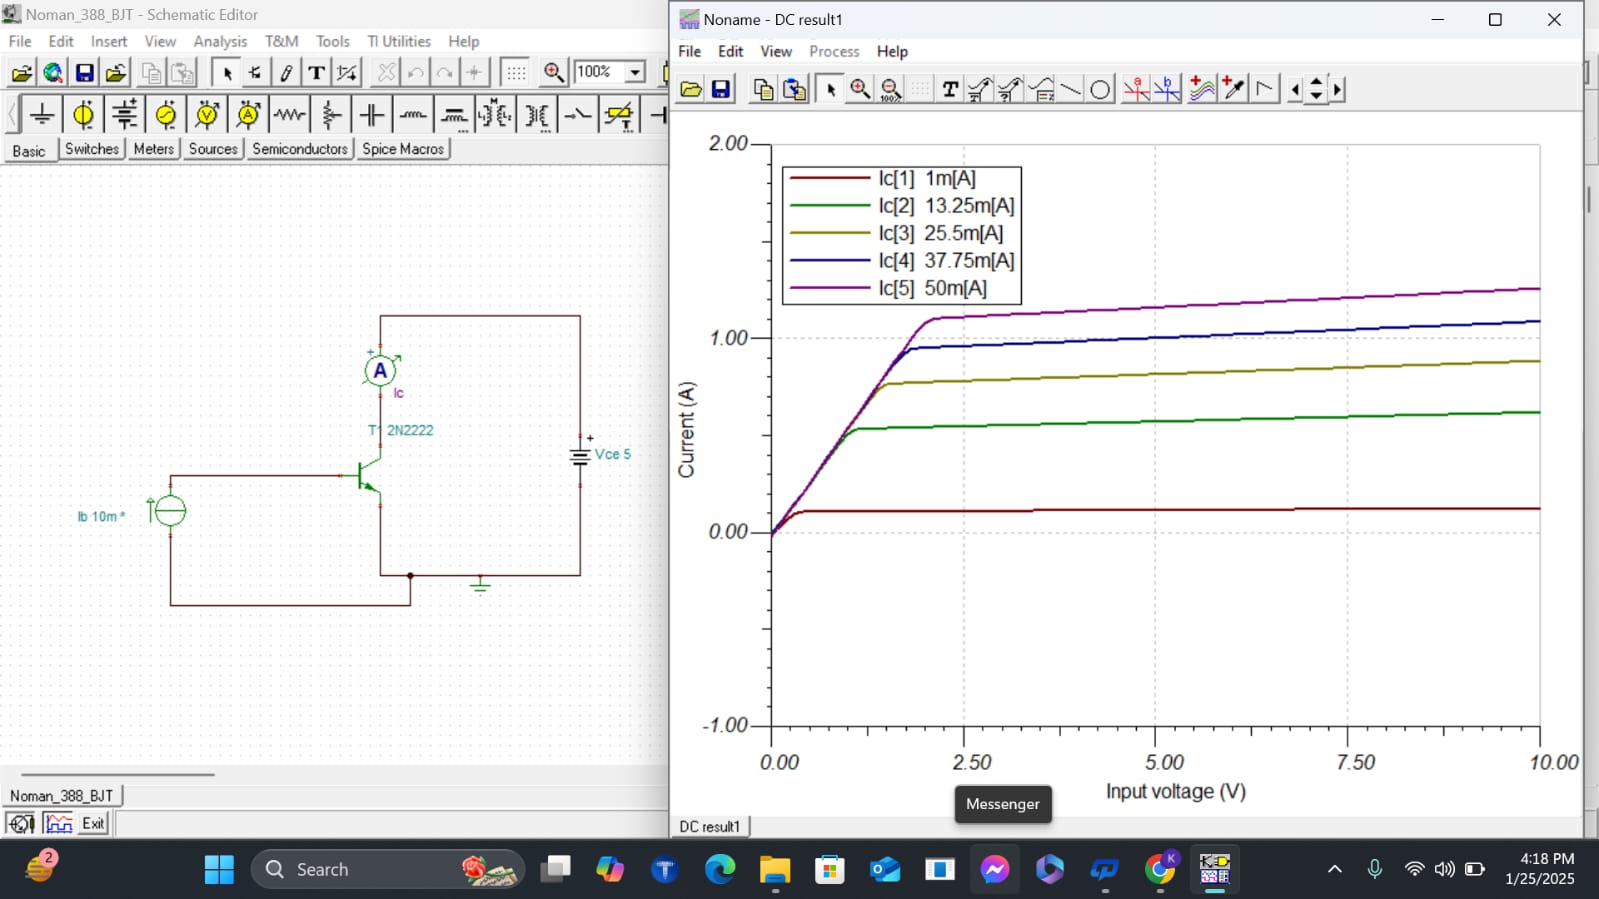 Noman_388_BJT - Schematic Editor
File Edit Insert View Analysis T&M Tools TI Utilities Help
100%
Basic Switches Meters Sources Semiconductors Spice Macros
+
A
Ic
T1 2N2222
+
Vce 5
Ib 10m *
Noman_388_BJT
Exit
Noname - DC result1
File Edit View Process Help
T
100%
a
b
2.00
1.00
0.00
-1.00
Current (A)
Ic[1] 1m[A]
Ic[2] 13.25m[A]
Ic[3] 25.5m[A]
Ic[4] 37.75m[A]
Ic[5] 50m[A]
0.00 2.50 5.00 7.50 10.00
Input voltage (V)
Messenger
DC result1
2
Search
K
4:18 PM
1/25/2025